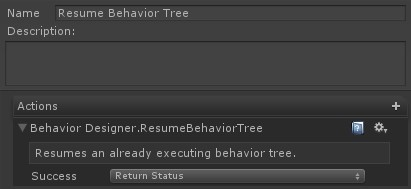 Name Resume Behavior Tree
Description:
Actions +
Behavior Designer.ResumeBehaviorTree
Resumes an already executing behavior tree.
Success Return Status